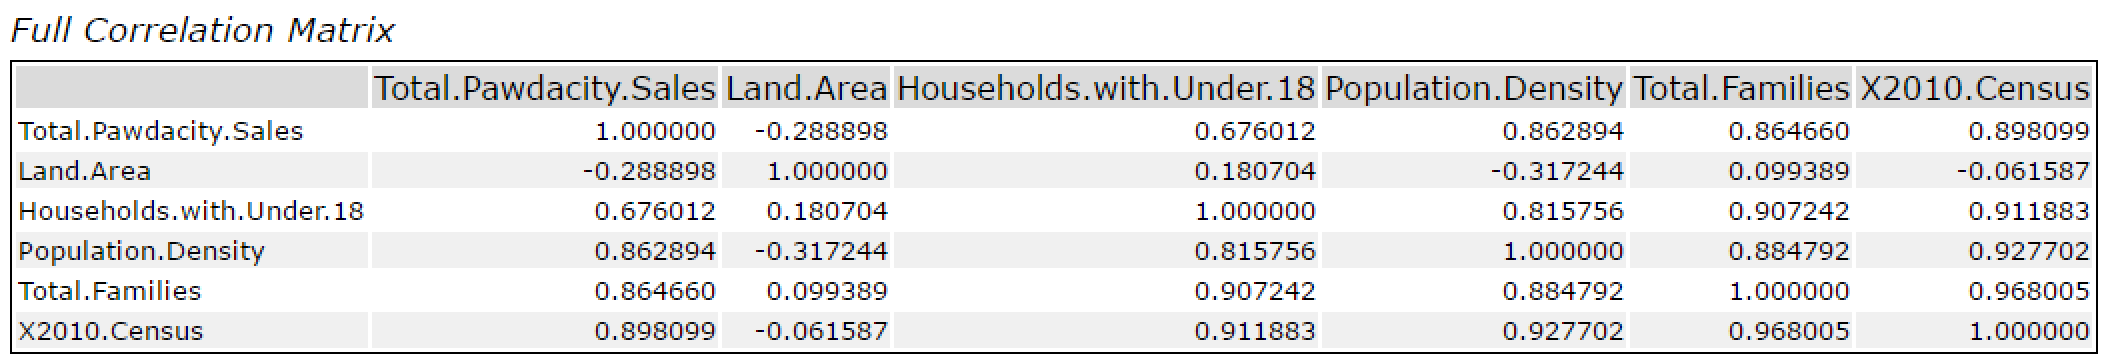 Full Correlation Matrix
Total.Pawdacity.Sales Land.Area Households.with.Under.18 Population.Density Total.Families X2010.Census
Total.Pawdacity.Sales 1.000000 -0.288898 0.676012 0.862894 0.864660 0.898099
Land.Area -0.288898 1.000000 0.180704 -0.317244 0.099389 -0.061587
Households.with.Under.18 0.676012 0.180704 1.000000 0.815756 0.907242 0.911883
Population.Density 0.862894 -0.317244 0.815756 1.000000 0.884792 0.927702
Total.Families 0.864660 0.099389 0.907242 0.884792 1.000000 0.968005
X2010.Census 0.898099 -0.061587 0.911883 0.927702 0.968005 1.000000